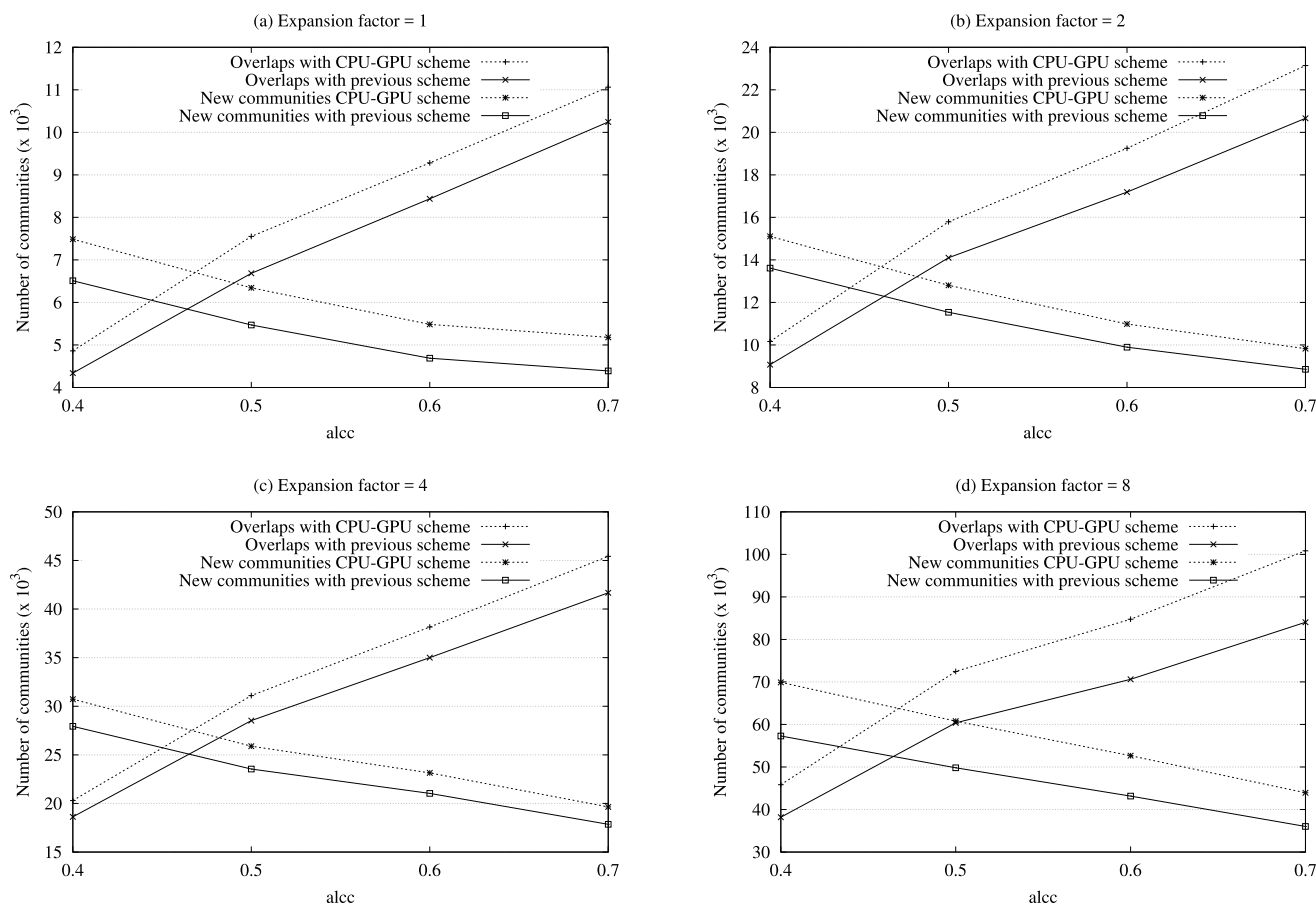 (a) Expansion factor = 1
Number of communities (x 10^3)
12
11
10
9
8
7
6
5
4
Overlaps with CPU-GPU scheme
Overlaps with previous scheme
New communities CPU-GPU scheme
New communities with previous scheme
0.4 0.5 0.6 0.7
alcc
(b) Expansion factor = 2
Number of communities (x 10^3)
24
22
20
18
16
14
12
10
8
Overlaps with CPU-GPU scheme
Overlaps with previous scheme
New communities CPU-GPU scheme
New communities with previous scheme
0.4 0.5 0.6 0.7
alcc
(c) Expansion factor = 4
Number of communities (x 10^3)
50
45
40
35
30
25
20
15
Overlaps with CPU-GPU scheme
Overlaps with previous scheme
New communities CPU-GPU scheme
New communities with previous scheme
0.4 0.5 0.6 0.7
alcc
(d) Expansion factor = 8
Number of communities (x 10^3)
110
100
90
80
70
60
50
40
30
Overlaps with CPU-GPU scheme
Overlaps with previous scheme
New communities CPU-GPU scheme
New communities with previous scheme
0.4 0.5 0.6 0.7
alcc